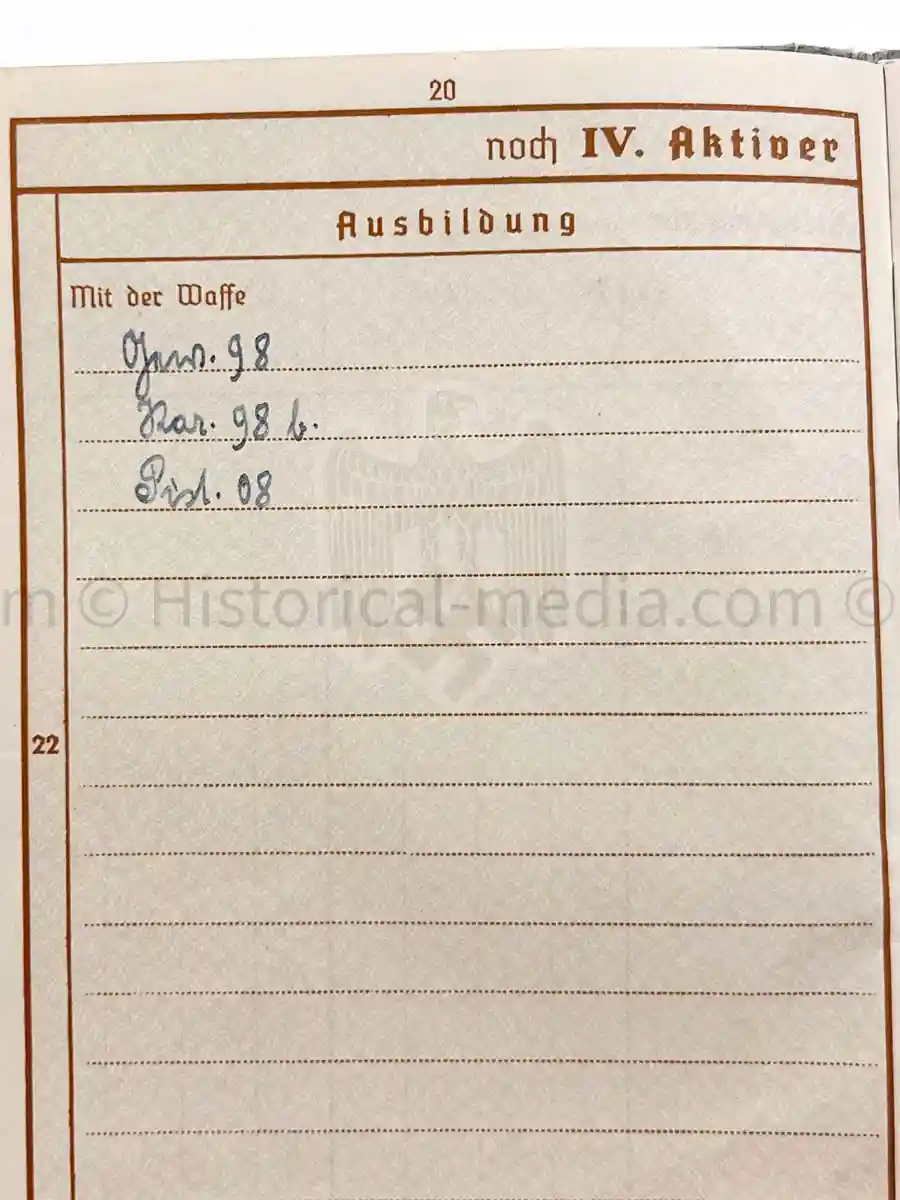 20
noch IV. Aktiver
Ausbildung
Mit der Waffe
Gew. 98
Kar. 98 b.
Pist. 08
m © Historical-media.com ©
22